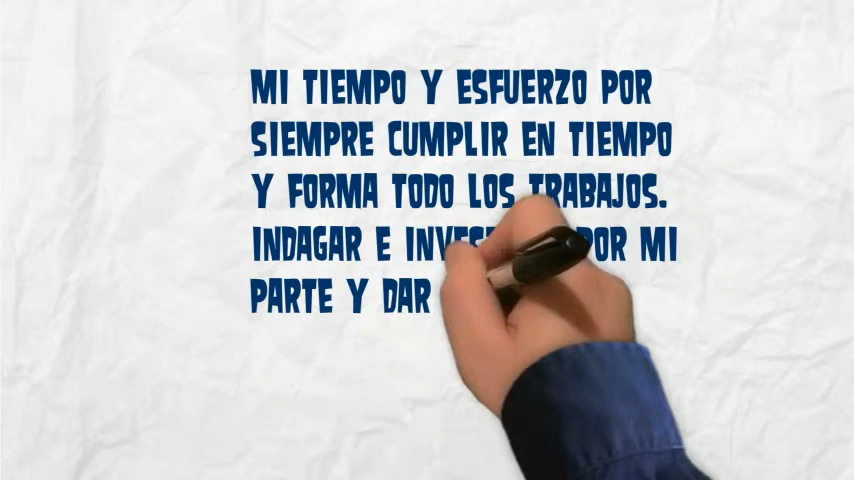 MI TIEMPO Y ESFUERZO POR
SIEMPRE CUMPLIR EN TIEMPO
Y FORMA TODO LOS TRABAJOS.
INDAGAR E POR MI
PARTE Y DAR